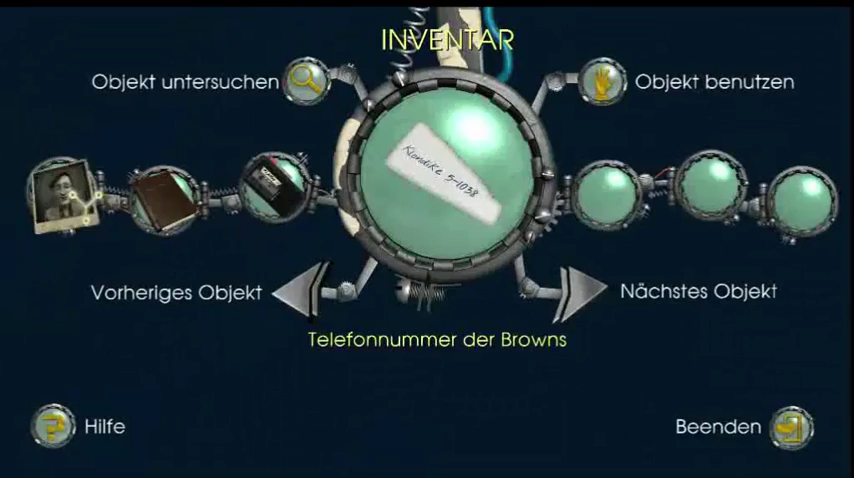 INVENTAR
Objekt untersuchen
Objekt benutzen
Klondike 5-1038
Vorheriges Objekt
Nächstes Objekt
Telefonnummer der Browns
Hilfe
Beenden